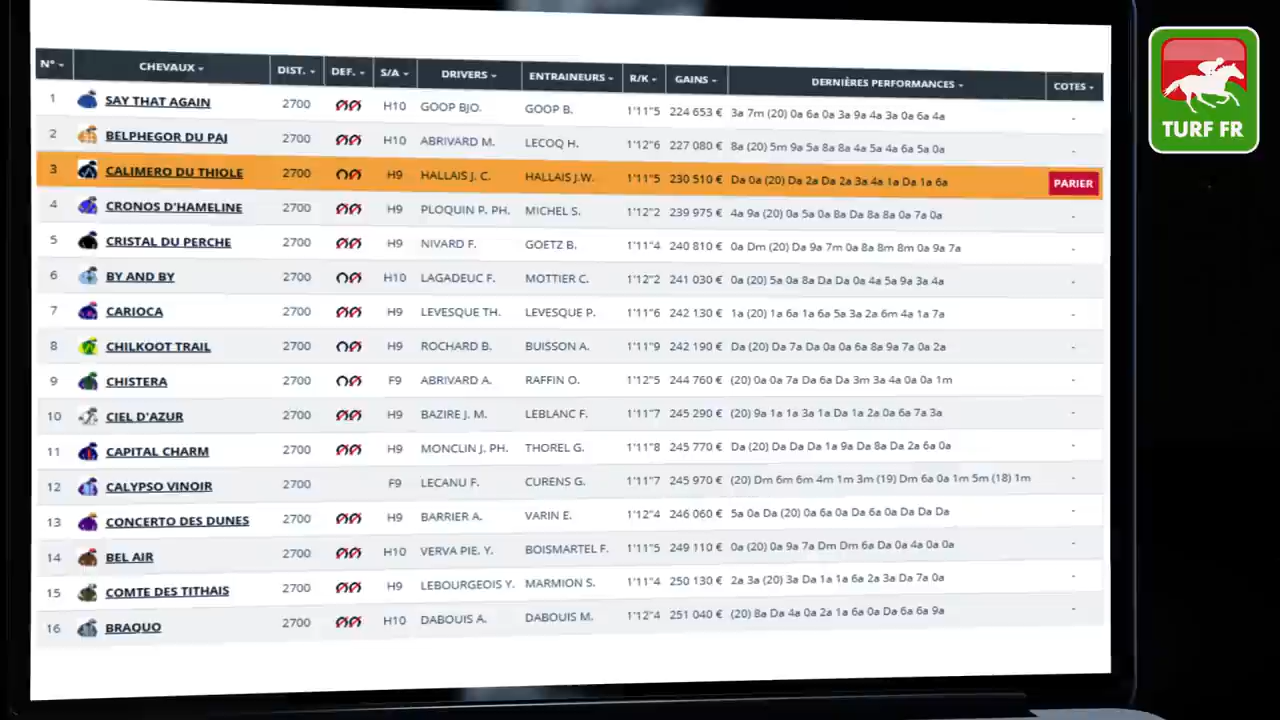 N° CHEVAUX DIST. DEF. S/A DRIVERS ENTRAINEURS R/K GAINS DERNIÈRES PERFORMANCES COTES
1 SAY THAT AGAIN 2700 H10 GOOP BJO. GOOP B. 1'11"5 224 653 € 3a 7m (20) 0a 6a 0a 3a 9a 4a 3a 0a 6a 4a -
2 BELPHEGOR DU PAJ 2700 H10 ABRIVARD M. LECOQ H. 1'12"6 227 080 € 8a (20) 5m 9a 5a 8a 8a 4a 5a 4a 6a 5a 0a -
3 CALIMERO DU THIOLE 2700 H9 HALLAIS J. C. HALLAIS J.W. 1'11"5 230 510 € Da 0a (20) Da 2a Da 2a 3a 4a 1a Da 1a 6a PARIER
4 CRONOS D'HAMELINE 2700 H9 PLOQUIN P. PH. MICHEL S. 1'12"2 239 975 € 4a 9a (20) 0a 5a 0a 8a Da 8a 8a 0a 7a 0a -
5 CRISTAL DU PERCHE 2700 H9 NIVARD F. GOETZ B. 1'11"4 240 810 € 0a Dm (20) Da 9a 7m 0a 8a 8m 8m 0a 9a 7a -
6 BY AND BY 2700 H10 LAGADEUC F. MOTTIER C. 1'12"2 241 030 € 0a (20) 5a 0a 8a Da Da 0a 4a 5a 9a 3a 4a -
7 CARIOCA 2700 H9 LEVESQUE TH. LEVESQUE P. 1'11"6 242 130 € 1a (20) 1a 6a 1a 6a 5a 3a 2a 6m 4a 1a 7a -
8 CHILKOOT TRAIL 2700 H9 ROCHARD B. BUISSON A. 1'11"9 242 190 € Da (20) Da 7a Da 0a 0a 6a 8a 9a 7a 0a 2a -
9 CHISTERA 2700 F9 ABRIVARD A. RAFFIN O. 1'12"5 244 760 € (20) 0a 0a 7a Da 6a Da 3m 3a 4a 0a 0a 1m -
10 CIEL D'AZUR 2700 H9 BAZIRE J. M. LEBLANC F. 1'11"7 245 290 € (20) 9a 1a 1a 3a 1a Da 1a 2a 0a 6a 7a 3a -
11 CAPITAL CHARM 2700 H9 MONCLIN J. PH. THOREL G. 1'11"8 245 770 € Da (20) Da Da Da 1a 9a Da 8a Da 2a 6a 0a -
12 CALYPSO VINOIR 2700 F9 LECANU F. CURENS G. 1'11"7 245 970 € (20) Dm 6m 6m 4m 1m 3m (19) Dm 6a 0a 1m 5m (18) 1m -
13 CONCERTO DES DUNES 2700 H9 BARRIER A. VARIN E. 1'12"4 246 060 € 5a 0a Da (20) 0a 6a 0a Da 6a 0a Da Da Da -
14 BEL AIR 2700 H10 VERVA PIE. Y. BOISMARTEL F. 1'11"5 249 110 € 0a (20) 0a 9a 7a Dm Dm 6a Da 0a 4a 0a 0a -
15 COMTE DES TITHAIS 2700 H9 LEBOURGEOIS Y. MARMION S. 1'11"4 250 130 € 2a 3a (20) 3a Da 1a 1a 6a 2a 3a Da 7a 0a -
16 BRAQUO 2700 H10 DABOUIS A. DABOUIS M. 1'12"4 251 040 € (20) 8a Da 4a 0a 2a 1a 6a 0a Da 6a 6a 9a -
TURF FR